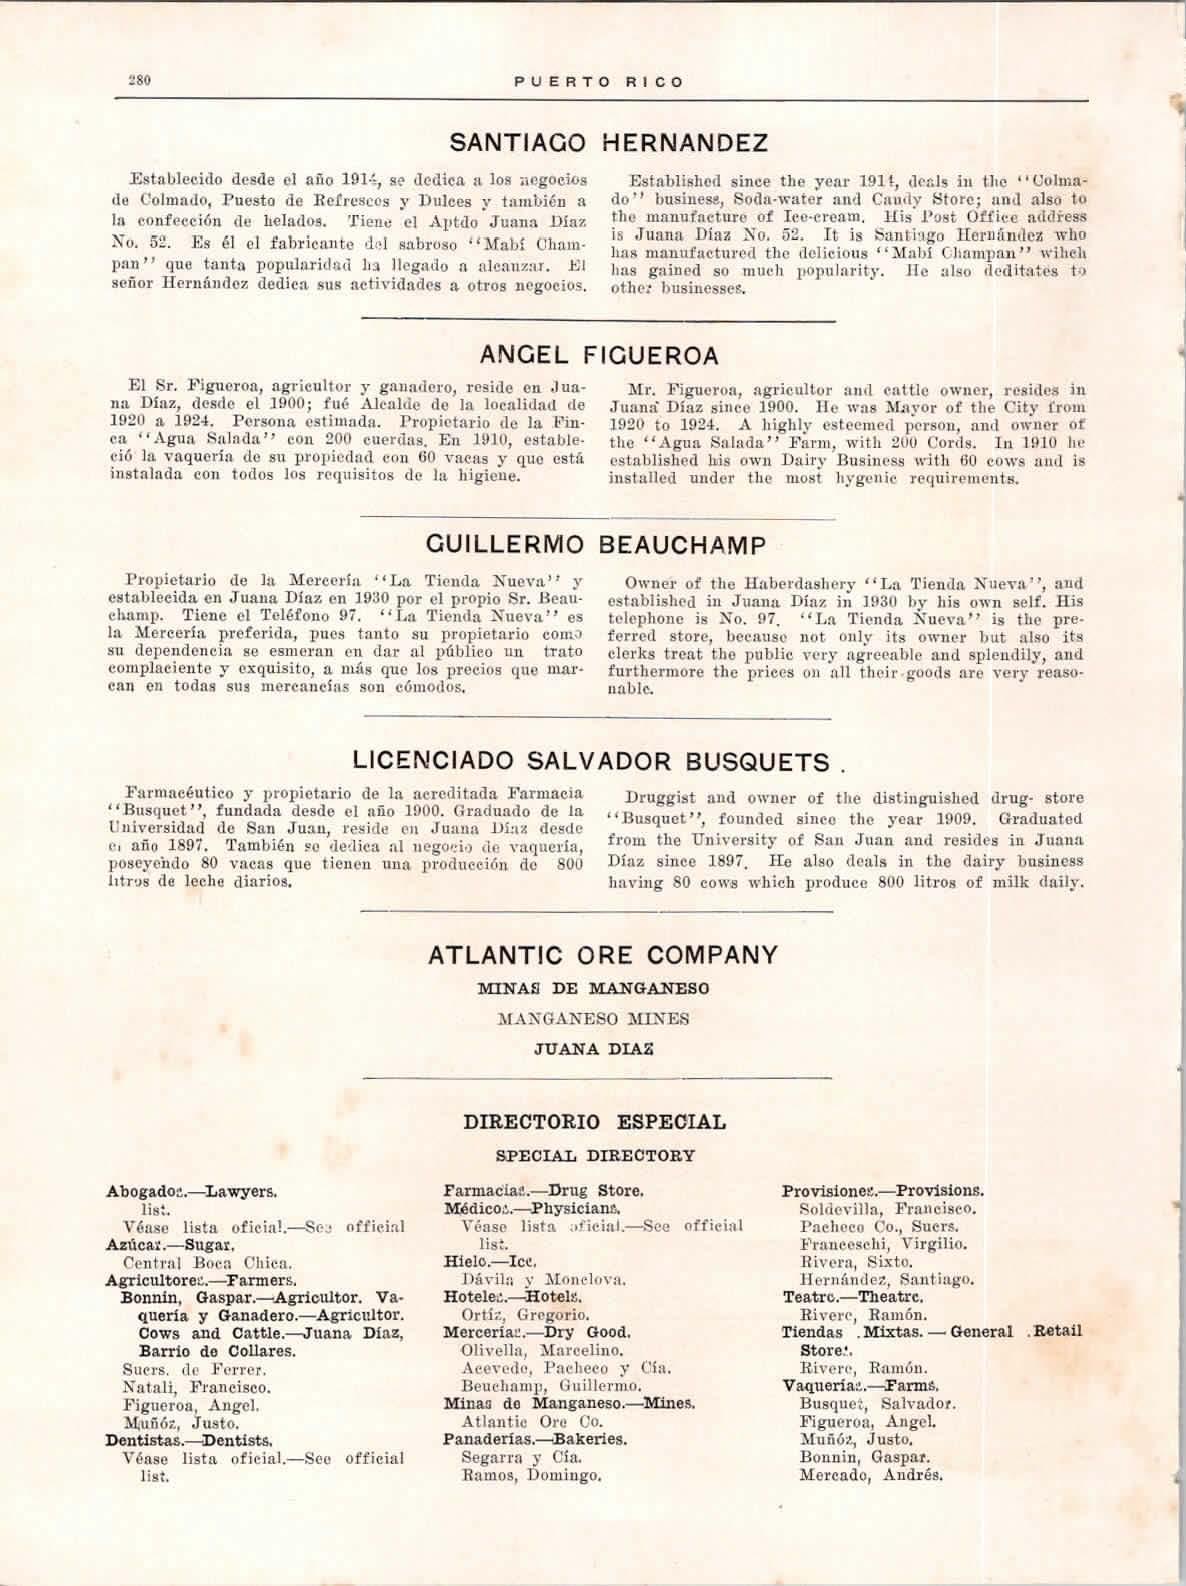 280
PUERTO RICO
SANTIAGO HERNANDEZ
Establecido desde el año 1914, se dedica a los negocios
de Colmado, Puesto de Refrescos y Dulces y también a
la confección de helados. Tiene el Aptdo Juana Díaz
No. 52. Es él el fabricante del sabroso ‘‘Mabí Cham-
pan’’ que tanta popularidad ha llegado a alcanzar. El
señor Hernández dedica sus actividades a otros negocios.
Established since the year 1914, deals in the ‘‘Colma-
do’’ business, Soda-water and Candy Store; and also to
the manufacture of Ice-cream. His Post Office address
is Juana Díaz No. 52. It is Santiago Hernández who
has manufactured the delicious ‘‘Mabí Champan’’ wihch
has gained so much popularity. He also deditates to
other businesses.
ANGEL FIGUEROA
El Sr. Figueroa, agricultor y ganadero, reside en Jua-
na Díaz, desde el 1900; fué Alcalde de la localidad de
1920 a 1924. Persona estimada. Propietario de la Fin-
ca ‘‘Agua Salada’’ con 200 cuerdas. En 1910, estable-
ció la vaquería de su propiedad con 60 vacas y que está
instalada con todos los requisitos de la higiene.
Mr. Figueroa, agricultor and cattle owner, resides in
Juana Díaz since 1900. He was Mayor of the City from
1920 to 1924. A highly esteemed person, and owner of
the ‘‘Agua Salada’’ Farm, with 200 Cords. In 1910 he
established his own Dairy Business with 60 cows and is
installed under the most hygenic requirements.
GUILLERMO BEAUCHAMP
Propietario de la Mercería ‘‘La Tienda Nueva’’ y
establecida en Juana Díaz en 1930 por el propio Sr. Beau-
champ. Tiene el Teléfono 97. ‘‘La Tienda Nueva’’ es
la Mercería preferida, pues tanto su propietario como
su dependencia se esmeran en dar al público un trato
complaciente y exquisito, a más que los precios que mar-
can en todas sus mercancías son cómodos.
Owner of the Haberdashery ‘‘La Tienda Nueva’’, and
established in Juana Díaz in 1930 by his own self. His
telephone is No. 97. ‘‘La Tienda Nueva’’ is the pre-
ferred store, because not only its owner but also its
clerks treat the public very agreeable and splendily, and
furthermore the prices on all their goods are very reaso-
nable.
LICENCIADO SALVADOR BUSQUETS .
Farmacéutico y propietario de la acreditada Farmacia
‘‘Busquet’’, fundada desde el año 1900. Graduado de la
Universidad de San Juan, reside en Juana Díaz desde
el año 1897. También se dedica al negocio de vaquería,
poseyendo 80 vacas que tienen una producción de 800
litros de leche diarios.
Druggist and owner of the distinguished drug- store
‘‘Busquet’’, founded since the year 1909. Graduated
from the University of San Juan and resides in Juana
Díaz since 1897. He also deals in the dairy business
having 80 cows which produce 800 litros of milk daily.
ATLANTIC ORE COMPANY
MINAS DE MANGANESO
MANGANESO MINES
JUANA DIAZ
DIRECTORIO ESPECIAL
SPECIAL DIRECTORY
Abogados.—Lawyers.
list.
Véase lista oficial.—See official
Azúcar.—Sugar.
Central Boca Chica.
Agricultores.—Farmers.
Bonnin, Gaspar.—Agricultor. Va-
quería y Ganadero.—Agricultor.
Cows and Cattle.—Juana Díaz,
Barrio de Collares.
Sucrs. de Ferrer.
Natali, Francisco.
Figueroa, Angel.
Muñóz, Justo.
Dentistas.—Dentists.
Véase lista oficial.—See official
list.
Farmacias.—Drug Store.
Médicos.—Physicians.
Véase lista oficial.—See official
list.
Hielo.—Ice.
Dávila y Monclova.
Hoteles.—Hotels.
Ortíz, Gregorio.
Mercerías.—Dry Good.
Olivella, Marcelino.
Acevedo, Pacheco y Cía.
Beuchamp, Guillermo.
Minas de Manganeso.—Mines.
Atlantic Ore Co.
Panaderías.—Bakeries.
Segarra y Cía.
Ramos, Domingo.
Provisiones.—Provisions.
Soldevilla, Francisco.
Pacheco Co., Sucrs.
Franceschi, Virgilio.
Rivera, Sixto.
Hernández, Santiago.
Teatro.—Theatre.
Rivere, Ramón.
Tiendas .Mixtas.—General .Retail
Stores.
Rivere, Ramón.
Vaquerías.—Farms.
Busquet, Salvador.
Figueroa, Angel.
Muñóz, Justo.
Bonnin, Gaspar.
Mercado, Andrés.